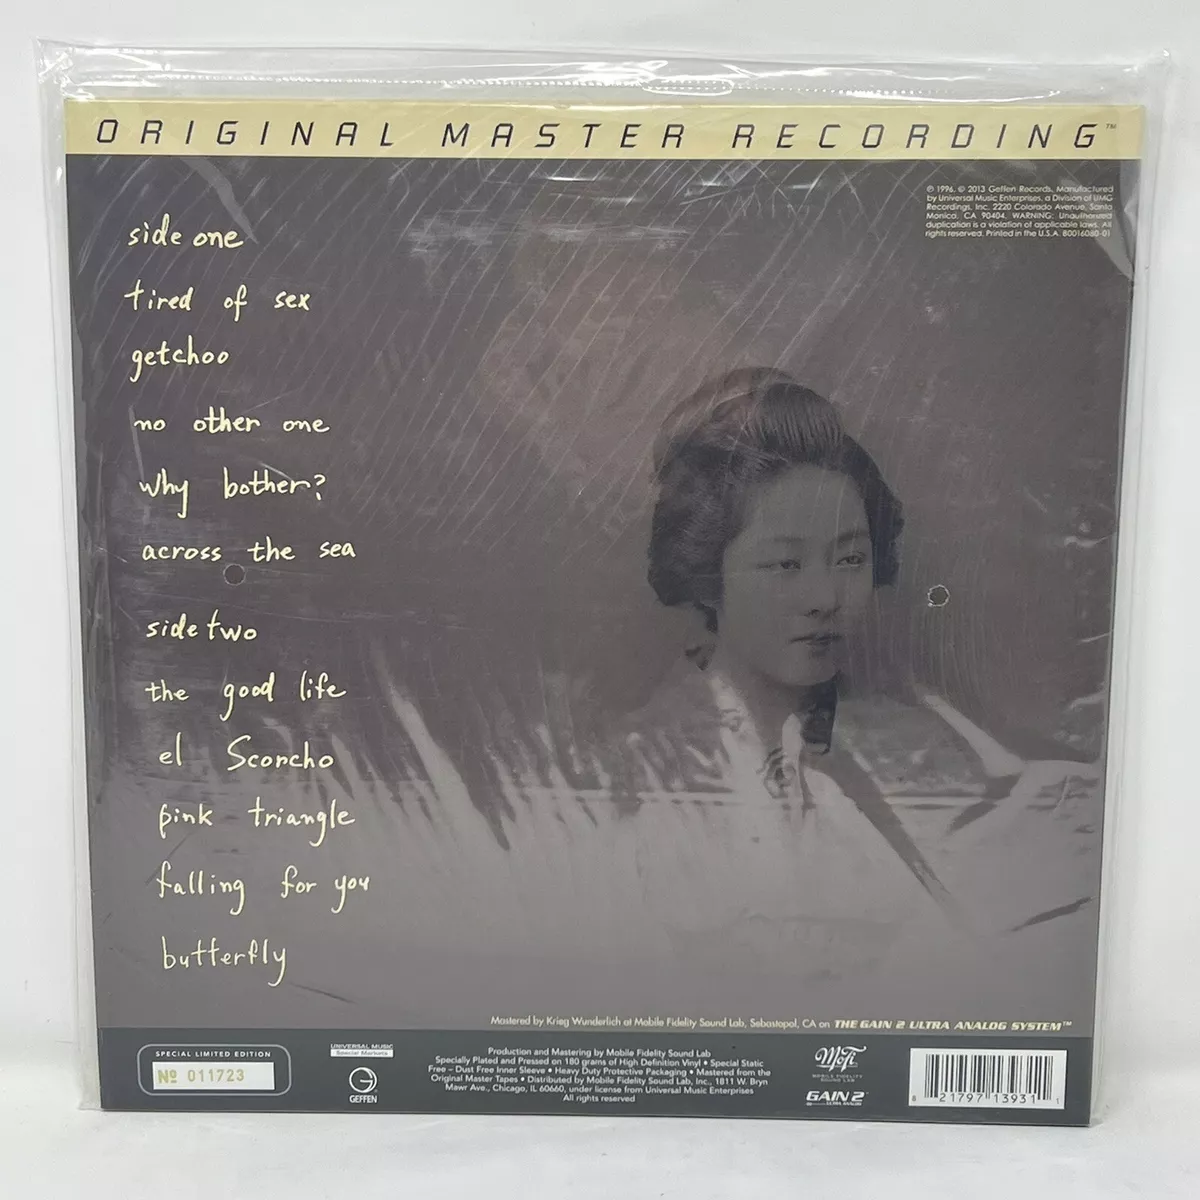 ORIGINAL MASTER RECORDING™
℗ 1996, © 2013 Geffen Records. Manufactured
by Universal Music Enterprises, a Division of UMG
Recordings, Inc. 2220 Colorado Avenue, Santa
Monica, CA 90404. WARNING: Unauthorized
duplication is a violation of applicable laws. All
rights reserved. Printed in the U.S.A. B0016080-01
side one
tired of sex
getchoo
no other one
why bother?
across the sea
side two
the good life
el Scorcho
pink triangle
falling for you
butterfly
Mastered by Krieg Wunderlich at Mobile Fidelity Sound Lab, Sebastopol, CA on THE GAIN 2 ULTRA ANALOG SYSTEM™
SPECIAL LIMITED EDITION
Nº 011723
UNIVERSAL MUSIC
Special Markets
GEFFEN
Production and Mastering by Mobile Fidelity Sound Lab
Specially Plated and Pressed on 180 grams of High Definition Vinyl • Special Static
Free – Dust Free Inner Sleeve • Heavy Duty Protective Packaging • Mastered from the
Original Master Tapes • Distributed by Mobile Fidelity Sound Lab, Inc., 1811 W. Bryn
Mawr Ave., Chicago, IL 60660, under license from Universal Music Enterprises
All rights reserved
MoFi
MOBILE FIDELITY
SOUND LAB
GAIN 2™
ULTRA ANALOG
8 21797 13931 1